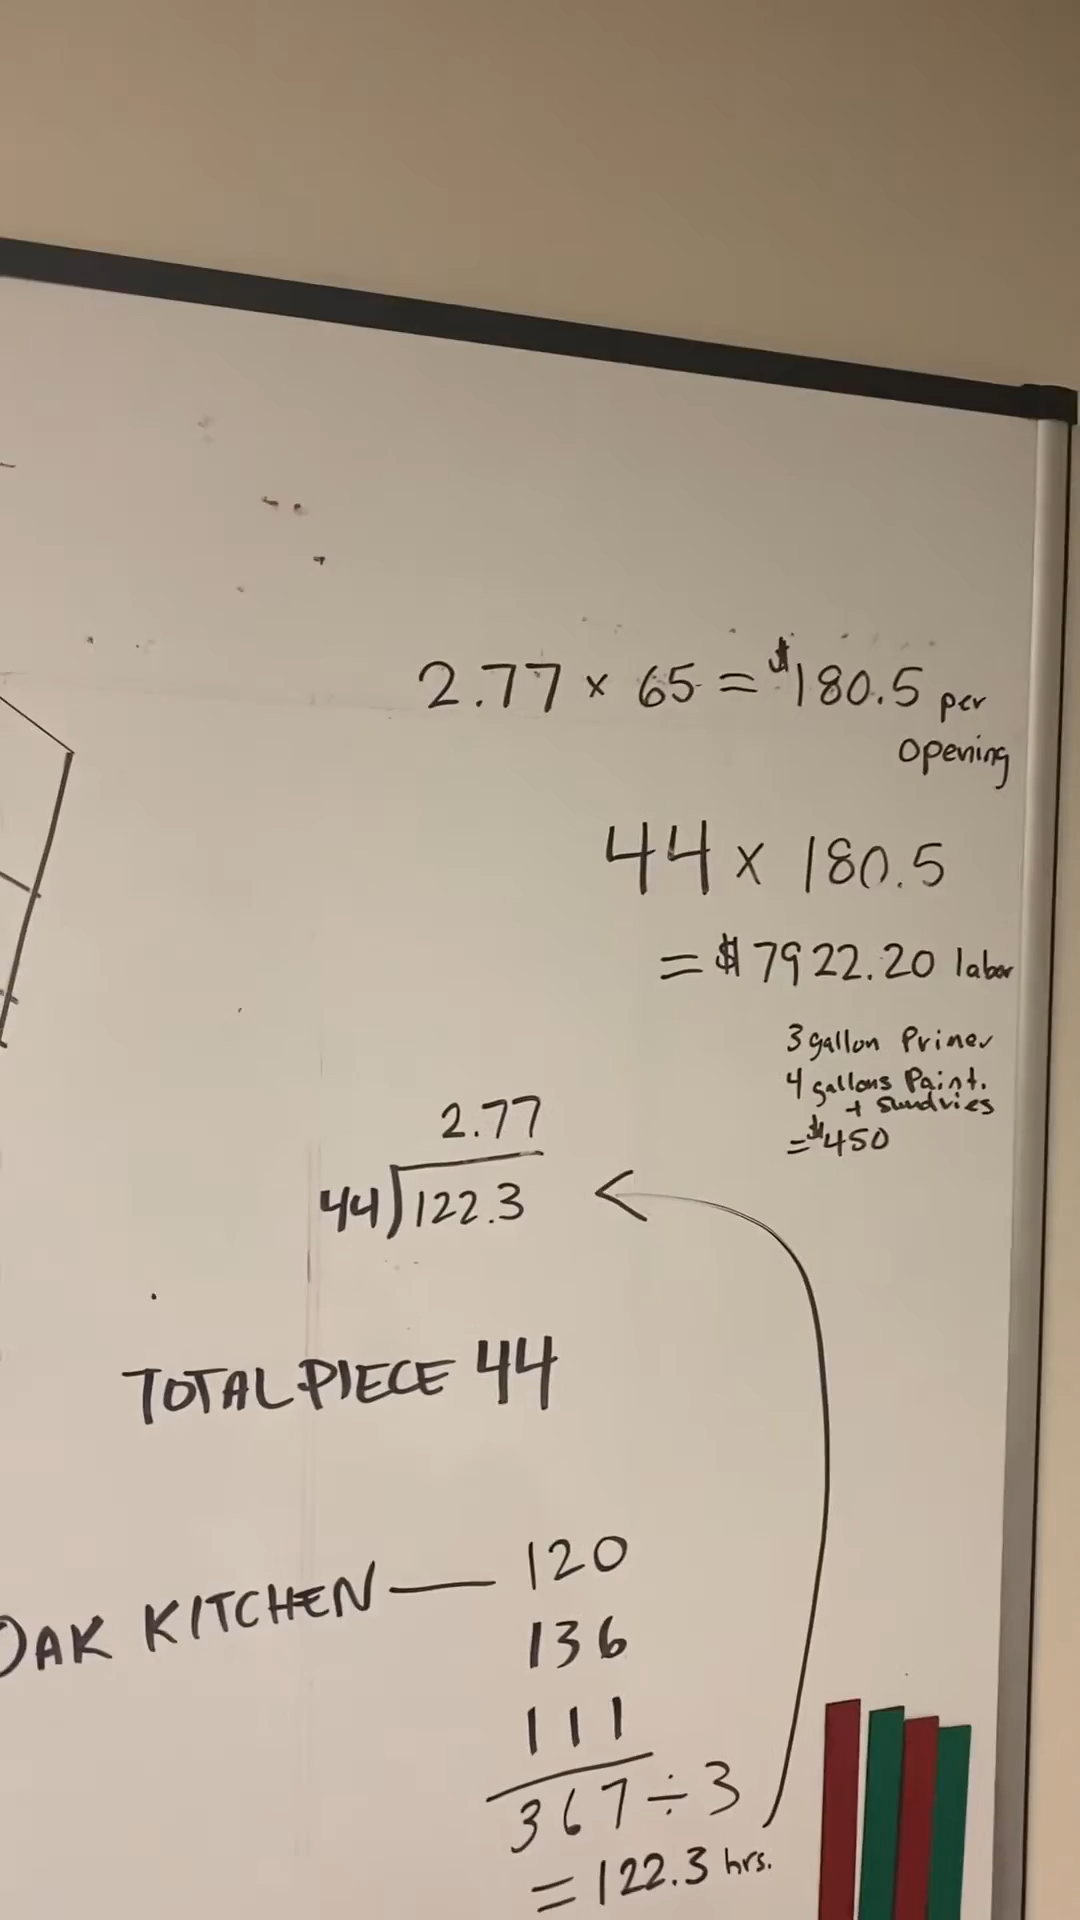 2.77 × 65 = $180.5 per
opening
44 x 180.5
= $7922.20 labor
3 gallon Primer
4 gallons Paint.
+ Sundries
= $450
2.77
44)122.3
TOTAL PIECE 44
OAK KITCHEN — 120
136
111
367 ÷ 3
= 122.3 hrs.